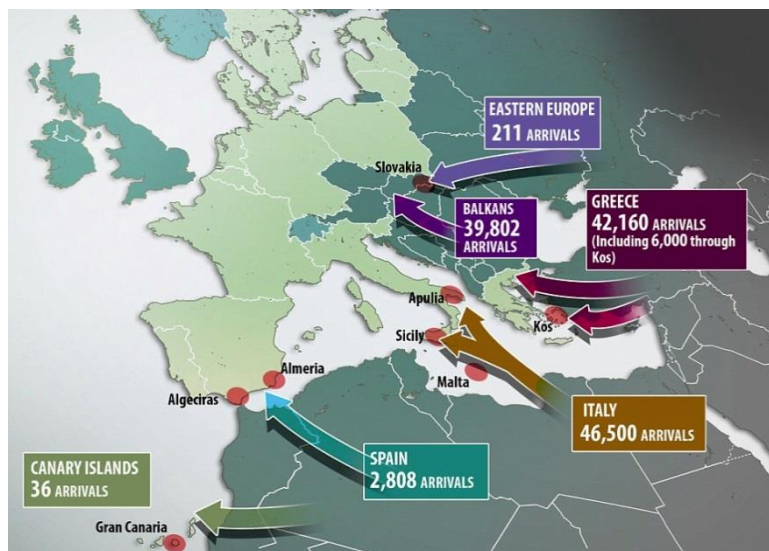 EASTERN EUROPE
211 ARRIVALS
Slovakia
BALKANS
39,802
ARRIVALS
GREECE
42,160 ARRIVALS
(Including 6,000 through
Kos)
Apulia
Kos
Sicily
Almeria
Malta
Algeciras
ITALY
46,500 ARRIVALS
CANARY ISLANDS
36 ARRIVALS
SPAIN
2,808 ARRIVALS
Gran Canaria